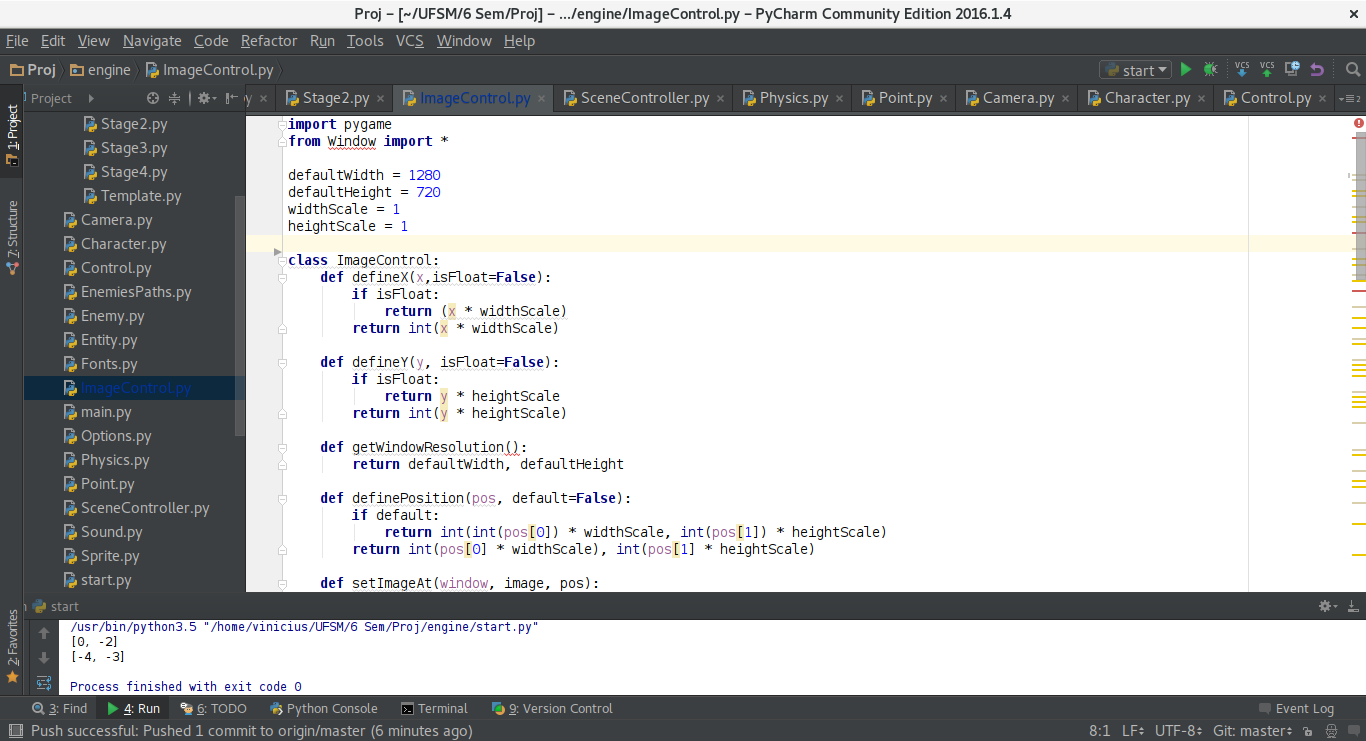 Proj – [~/UFSM/6 Sem/Proj] – .../engine/ImageControl.py – PyCharm Community Edition 2016.1.4
File Edit View Navigate Code Refactor Run Tools VCS Window Help
Proj engine ImageControl.py start VCS VCS
Project y Stage2.py ImageControl.py SceneController.py Physics.py Point.py Camera.py Character.py Control.py 2
1: Project
7: Structure
2: Favorites
Stage2.py
Stage3.py
Stage4.py
Template.py
Camera.py
Character.py
Control.py
EnemiesPaths.py
Enemy.py
Entity.py
Fonts.py
ImageControl.py
main.py
Options.py
Physics.py
Point.py
SceneController.py
Sound.py
Sprite.py
start.py
import pygame
from Window import *
defaultWidth = 1280
defaultHeight = 720
widthScale = 1
heightScale = 1
class ImageControl:
def defineX(x,isFloat=False):
if isFloat:
return (x * widthScale)
return int(x * widthScale)
def defineY(y, isFloat=False):
if isFloat:
return y * heightScale
return int(y * heightScale)
def getWindowResolution():
return defaultWidth, defaultHeight
def definePosition(pos, default=False):
if default:
return int(int(pos[0]) * widthScale, int(pos[1]) * heightScale)
return int(pos[0] * widthScale), int(pos[1] * heightScale)
def setImageAt(window, image, pos):
start
/usr/bin/python3.5 "/home/vinicius/UFSM/6 Sem/Proj/engine/start.py"
[0, -2]
[-4, -3]
Process finished with exit code 0
3: Find 4: Run 6: TODO Python Console Terminal 9: Version Control Event Log
Push successful: Pushed 1 commit to origin/master (6 minutes ago) 8:1 LF UTF-8 Git: master